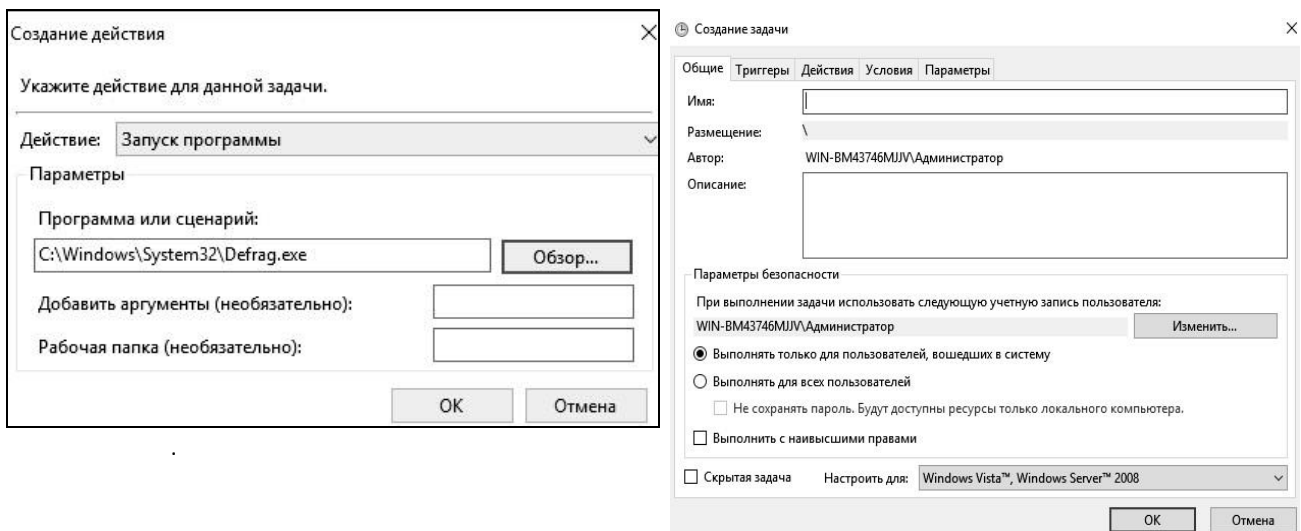 Создание действия
Укажите действие для данной задачи.
Действие: Запуск программы
Параметры
Программа или сценарий:
C:\Windows\System32\Defrag.exe Обзор...
Добавить аргументы (необязательно):
Рабочая папка (необязательно):
ОК Отмена
.
Создание задачи
Общие Триггеры Действия Условия Параметры
Имя:
Размещение: \
Автор: WIN-BM43746MJJV\Администратор
Описание:
Параметры безопасности
При выполнении задачи использовать следующую учетную запись пользователя:
WIN-BM43746MJJV\Администратор Изменить...
Выполнять только для пользователей, вошедших в систему
Выполнять для всех пользователей
Не сохранять пароль. Будут доступны ресурсы только локального компьютера.
Выполнить с наивысшими правами
Скрытая задача Настроить для: Windows Vista™, Windows Server™ 2008
ОК Отмена